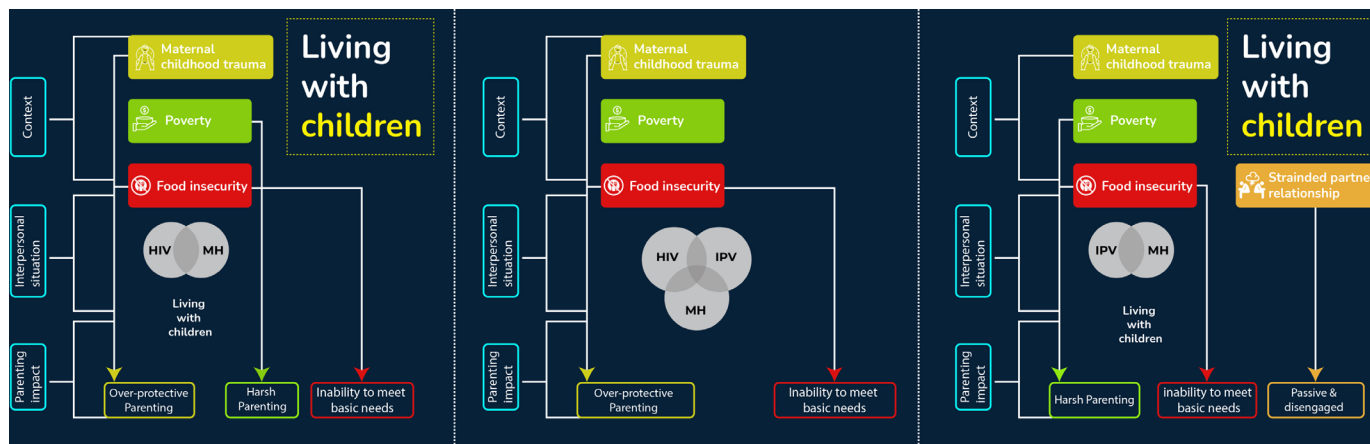 Living
with
children
Maternal
childhood trauma
Poverty
Food insecurity
Context
Interpersonal
situation
Parenting
impact
HIV
MH
Living
with
children
Over-protective
Parenting
Harsh
Parenting
Inability to meet
basic needs
Maternal
childhood trauma
Poverty
Food insecurity
Context
Interpersonal
situation
Parenting
impact
HIV
IPV
MH
Over-protective
Parenting
Inability to meet
basic needs
Living
with
children
Maternal
childhood trauma
Poverty
Food insecurity
Strainded partne
relationship
Context
Interpersonal
situation
Parenting
impact
IPV
MH
Living
with
children
Harsh Parenting
inability to meet
basic needs
Passive &
disengaged